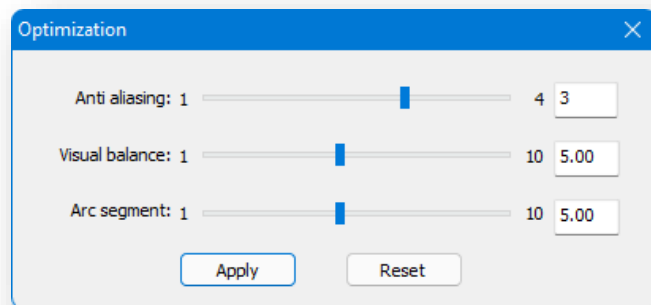 Optimization
Anti aliasing: 1 4 3
Visual balance: 1 10 5.00
Arc segment: 1 10 5.00
Apply Reset